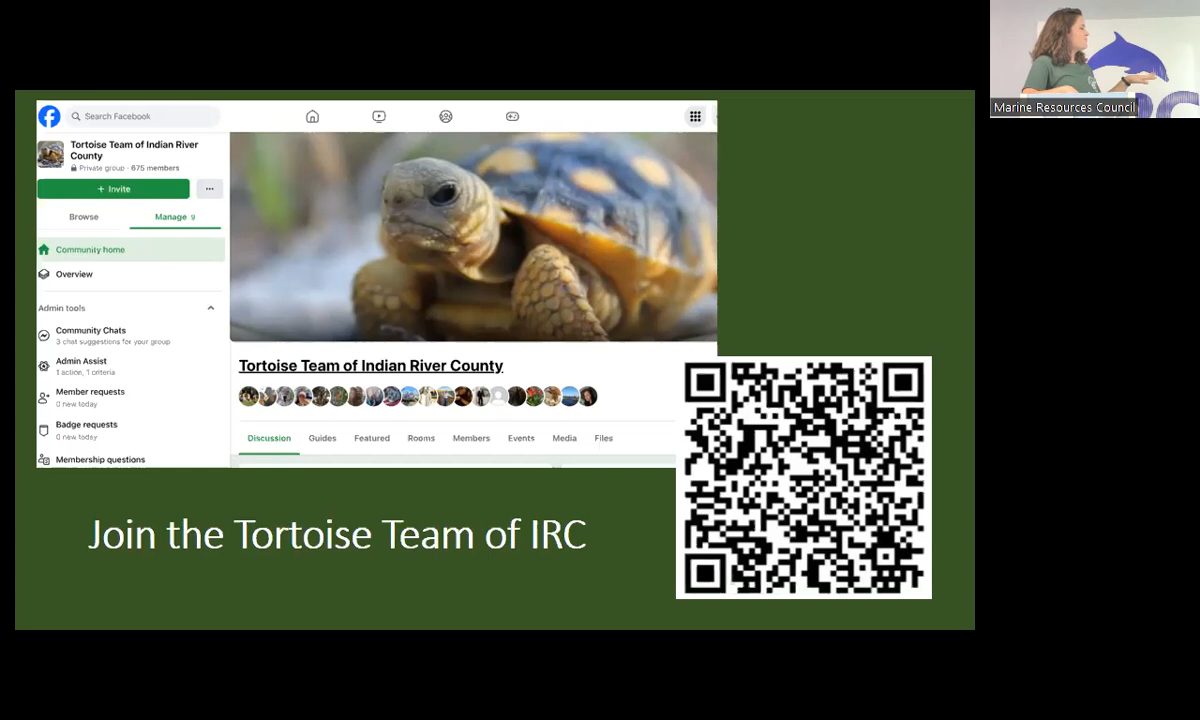 Search Facebook
Tortoise Team of Indian River
County
Private group · 675 members
+ Invite
Browse
Manage 9
Community home
Overview
Admin tools
Community Chats
3 chat suggestions for your group
Admin Assist
1 action, 1 criteria
Member requests
0 new today
Badge requests
0 new today
Membership questions
Tortoise Team of Indian River County
Discussion
Guides
Featured
Rooms
Members
Events
Media
Files
Join the Tortoise Team of IRC
Marine Resources Council